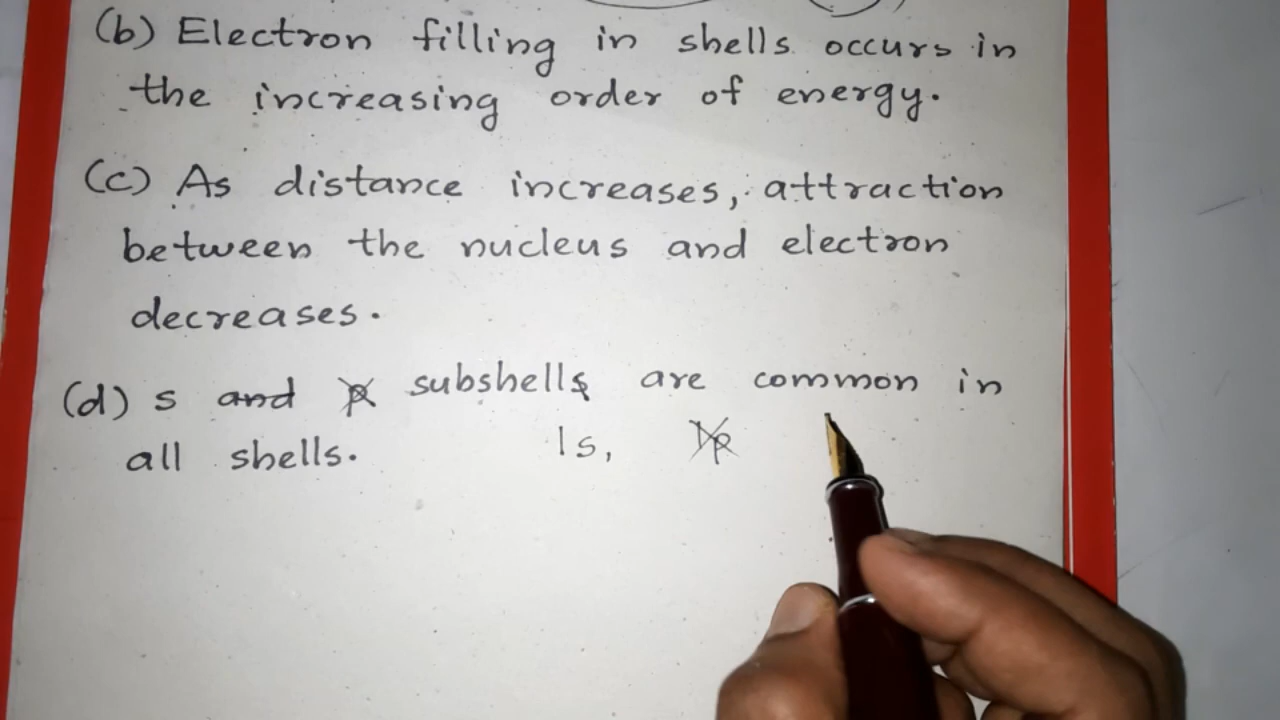 (b) Electron filling in shells occurs in
the increasing order of energy.
(c) As distance increases, attraction
between the nucleus and electron
decreases.
(d) s and p subshells are common in
all shells. 1s, 1p